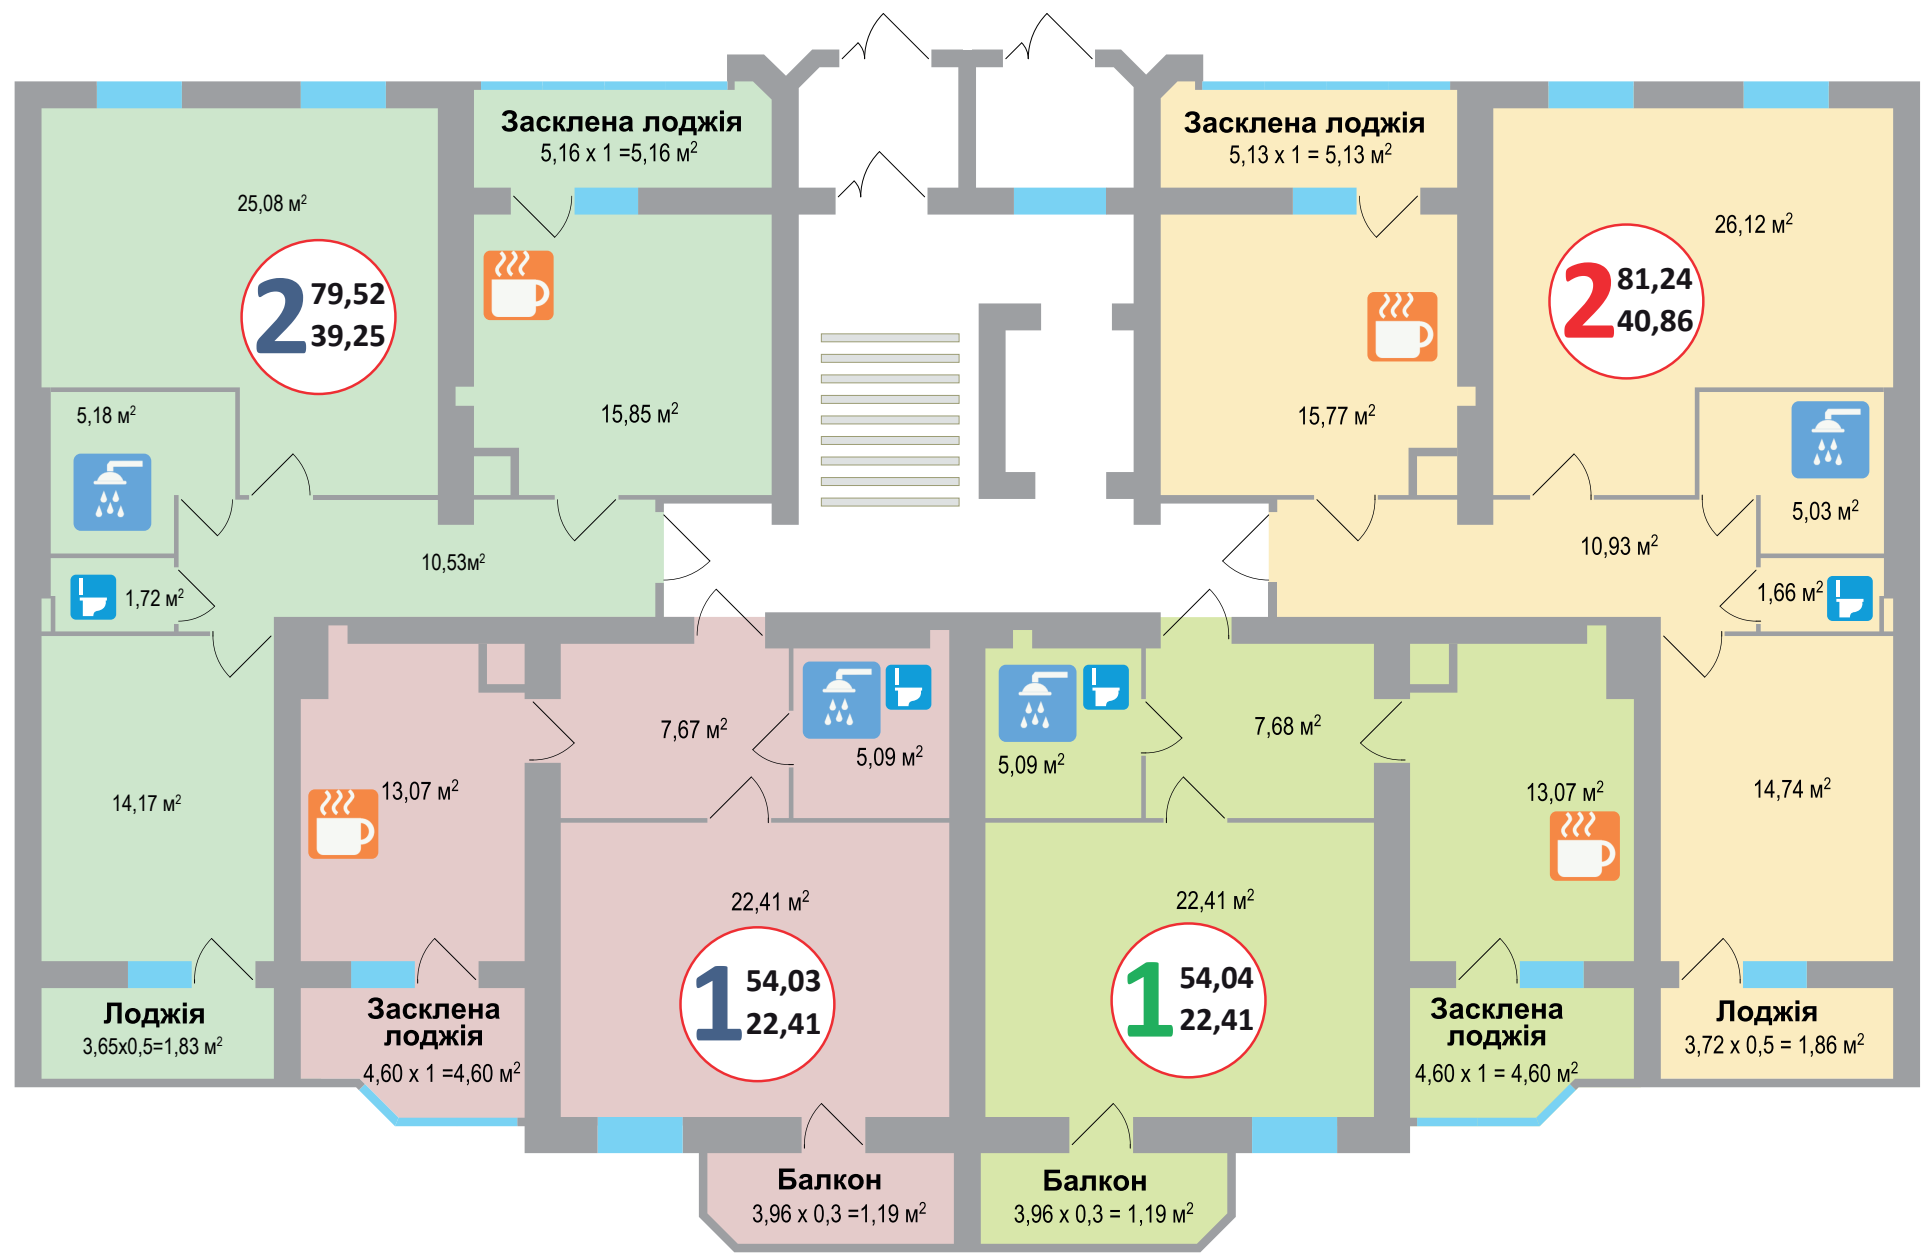 Засклена лоджія
5,16 x 1 =5,16 м²
25,08 м²
2
79,52
39,25
15,85 м²
5,18 м²
10,53м²
1,72 м²
14,17 м²
Лоджія
3,65x0,5=1,83 м²
Засклена лоджія
5,13 x 1 = 5,13 м²
26,12 м²
2
81,24
40,86
15,77 м²
5,03 м²
10,93 м²
1,66 м²
14,74 м²
Лоджія
3,72 x 0,5 = 1,86 м²
7,67 м²
5,09 м²
13,07 м²
22,41 м²
1
54,03
22,41
Засклена
лоджія
4,60 x 1 =4,60 м²
Балкон
3,96 x 0,3 =1,19 м²
5,09 м²
7,68 м²
13,07 м²
22,41 м²
1
54,04
22,41
Засклена
лоджія
4,60 x 1 = 4,60 м²
Балкон
3,96 x 0,3 = 1,19 м²